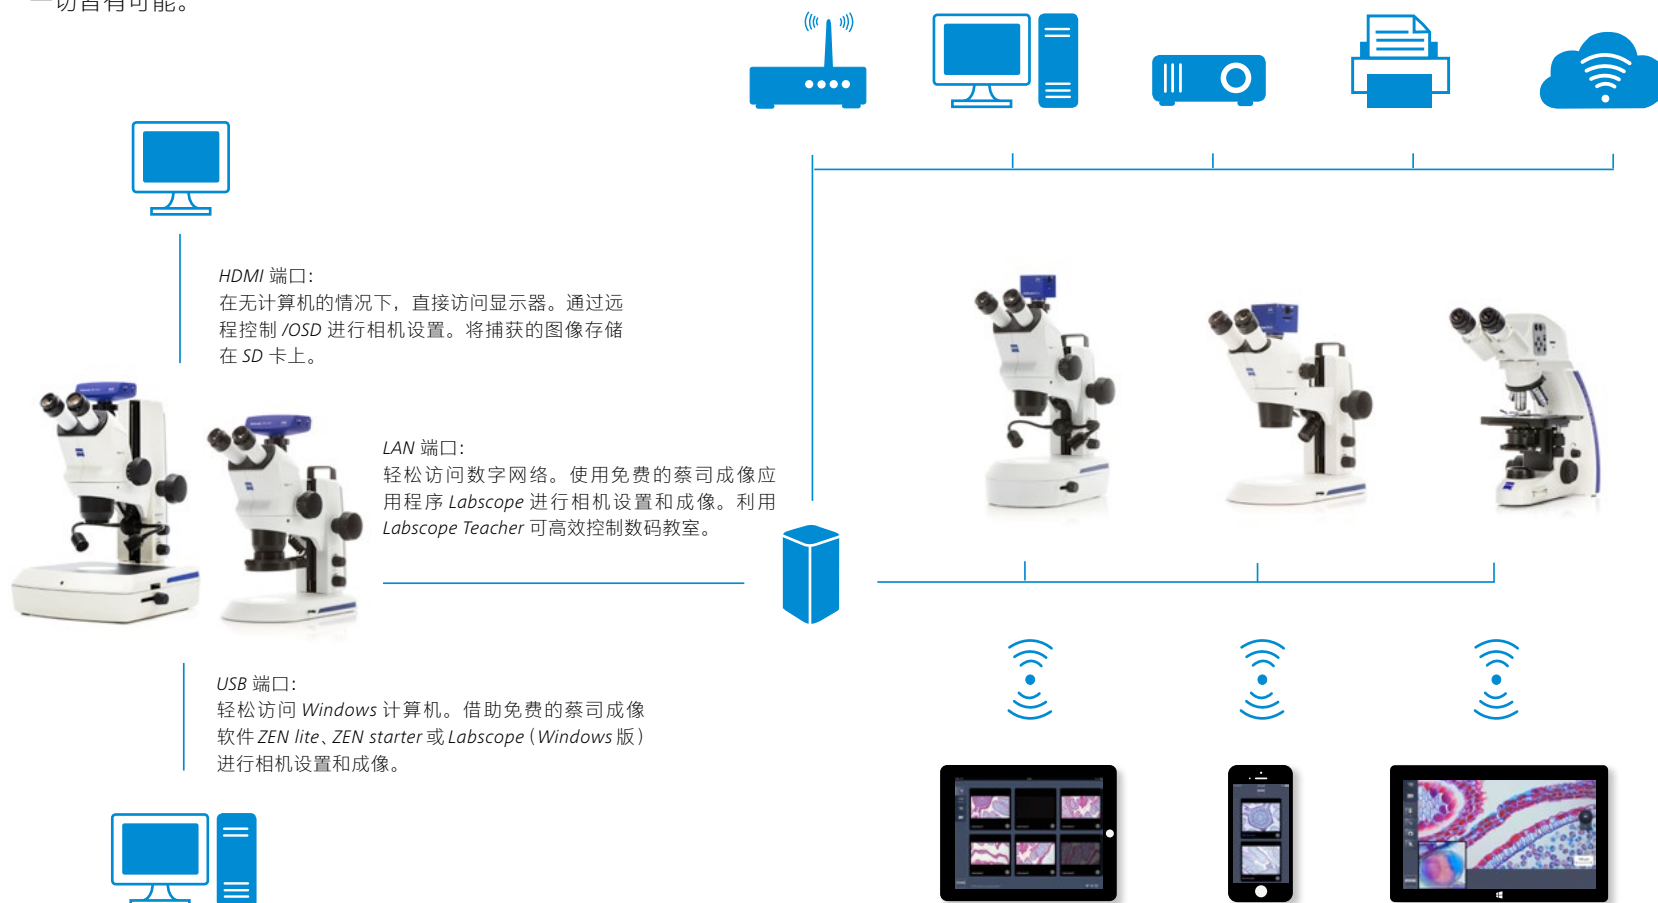 一切皆有可能。
HDMI 端口：
在无计算机的情况下，直接访问显示器。通过远
程控制 /OSD 进行相机设置。将捕获的图像存储
在 SD 卡上。
LAN 端口：
轻松访问数字网络。使用免费的蔡司成像应
用程序 Labscope 进行相机设置和成像。利用
Labscope Teacher 可高效控制数码教室。
USB 端口：
轻松访问 Windows 计算机。借助免费的蔡司成像
软件 ZEN lite、ZEN starter 或 Labscope（Windows 版）
进行相机设置和成像。